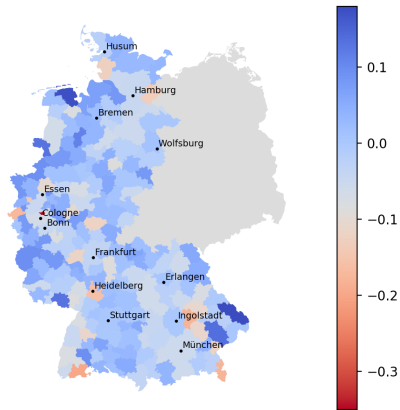 Husum
Hamburg
Bremen
Wolfsburg
Essen
Cologne
Bonn
Frankfurt
Erlangen
Heidelberg
Stuttgart
Ingolstadt
München
0.1
0.0
−0.1
−0.2
−0.3